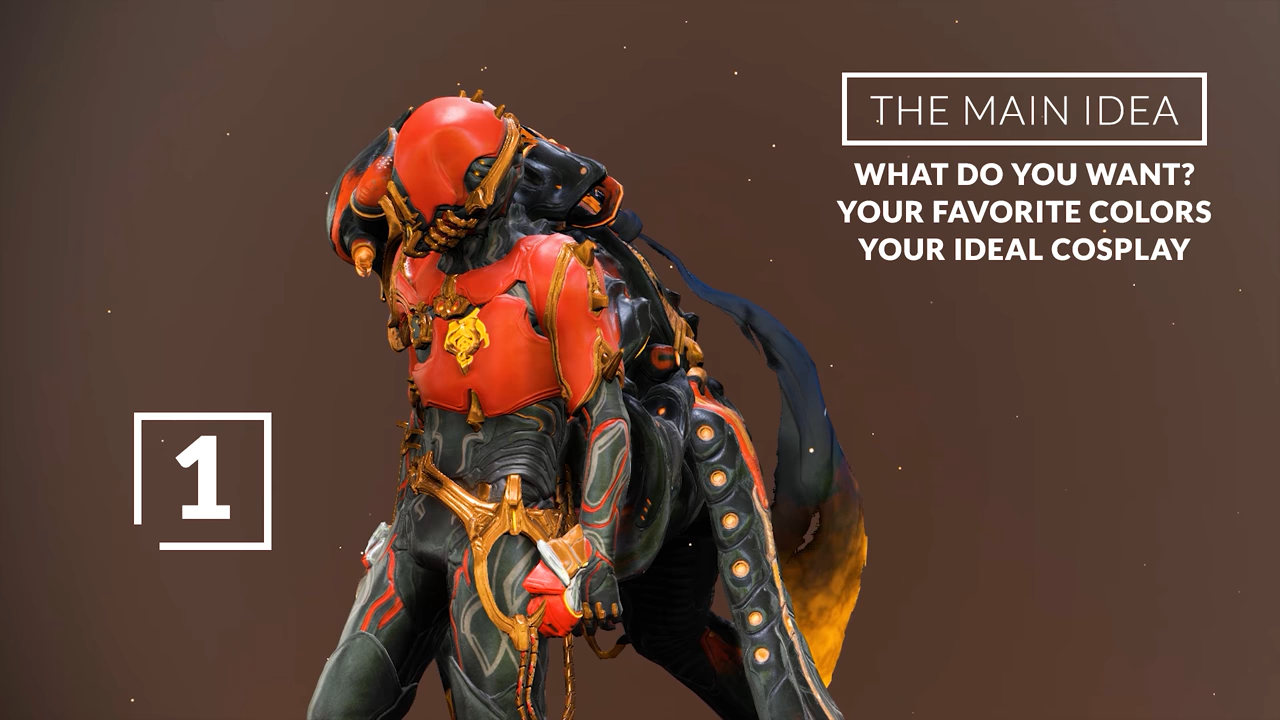 THE MAIN IDEA
WHAT DO YOU WANT?
YOUR FAVORITE COLORS
YOUR IDEAL COSPLAY
1